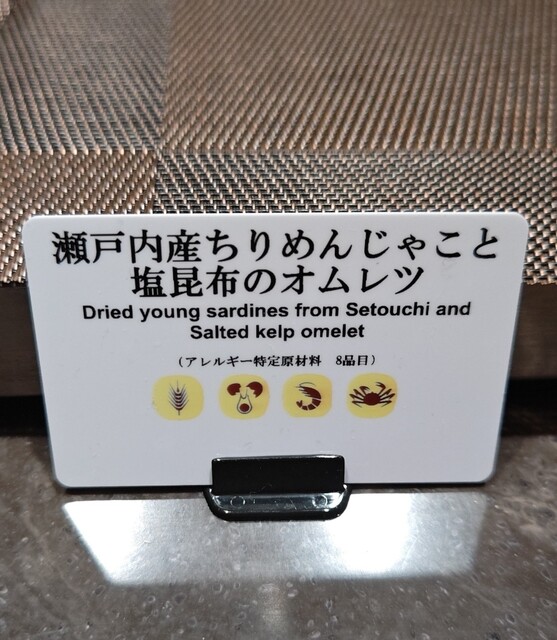 瀬戸内産ちりめんじゃこと
塩昆布のオムレツ
Dried young sardines from Setouchi and
Salted kelp omelet
(アレルギー特定原材料　8品目)